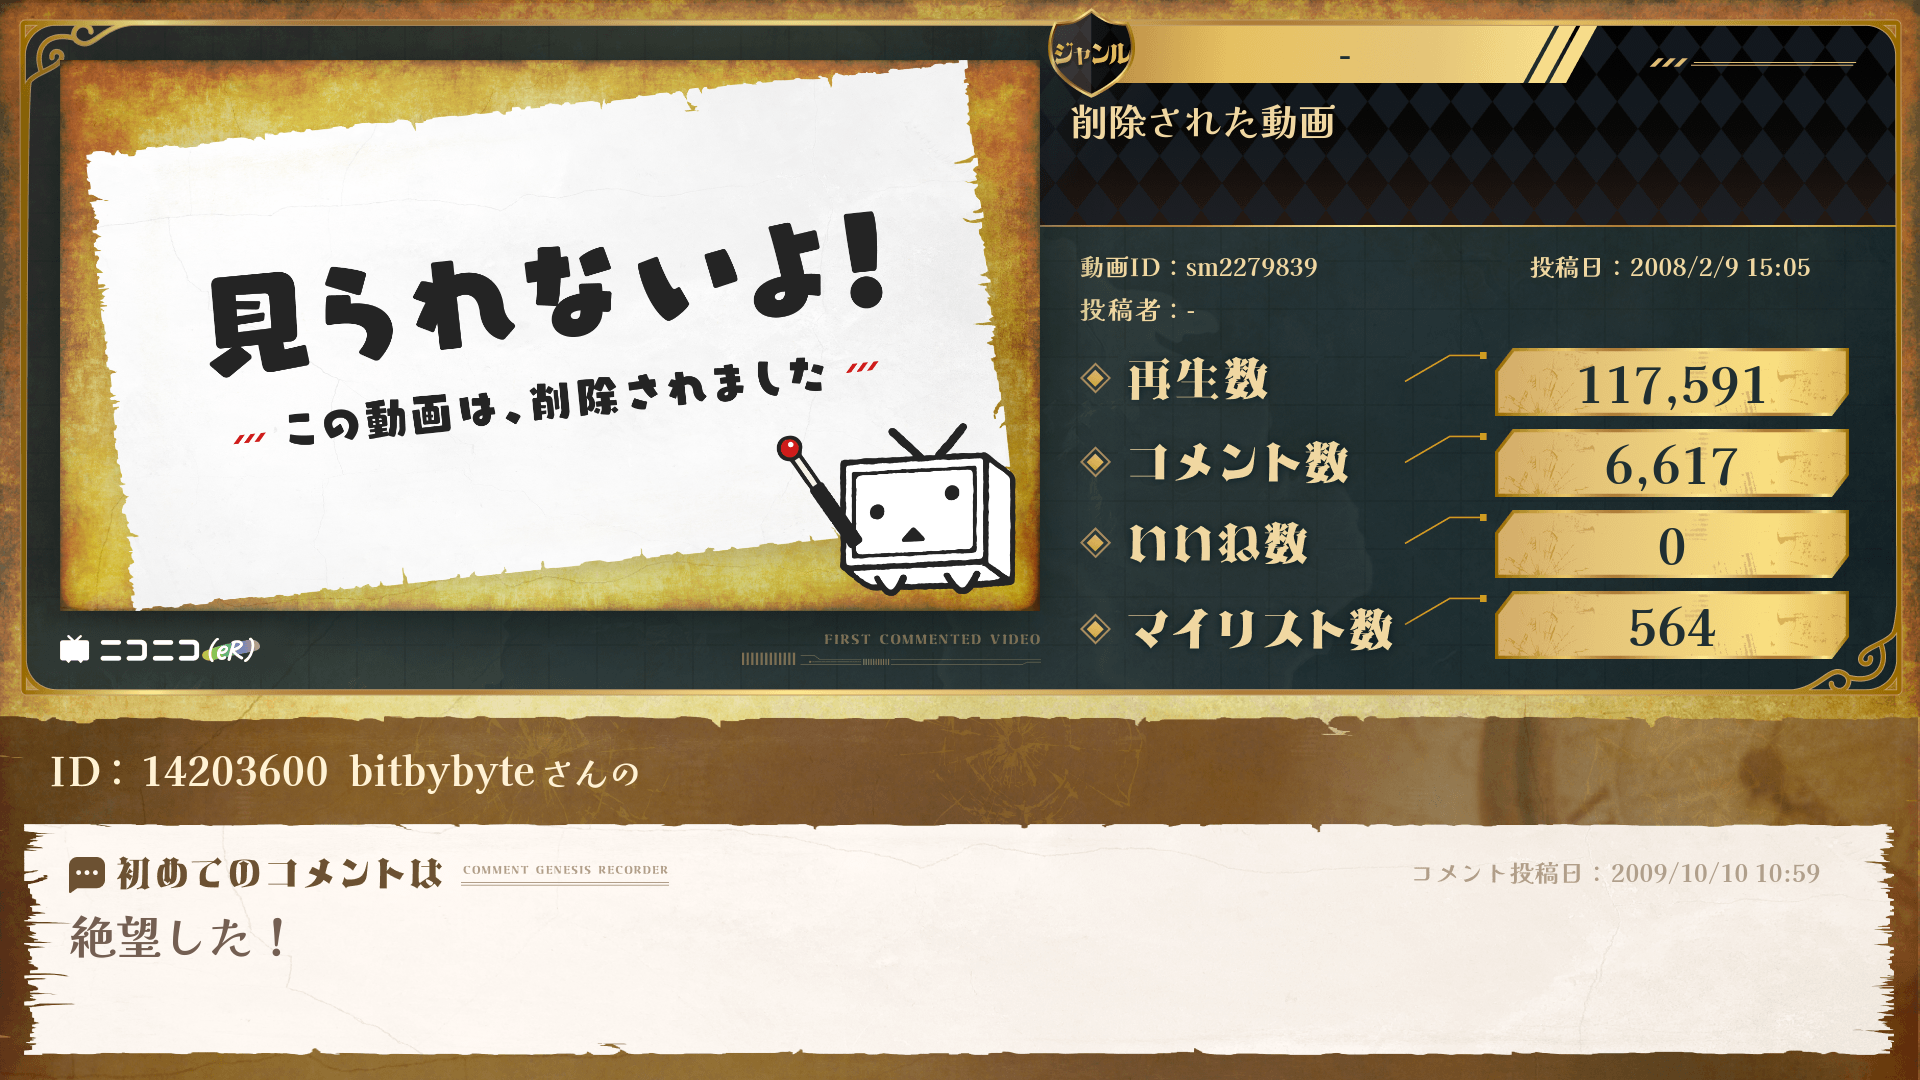 見られないよ!
この動画は、削除されました
ニコニコ(eR)
FIRST COMMENTED VIDEO
ジャンル
-
削除された動画
動画ID：sm2279839
投稿日：2008/2/9 15:05
投稿者：-
再生数
117,591
コメント数
6,617
いいね数
0
マイリスト数
564
ID：14203600 bitbybyteさんの
初めてのコメントは
COMMENT GENESIS RECORDER
コメント投稿日：2009/10/10 10:59
絶望した！